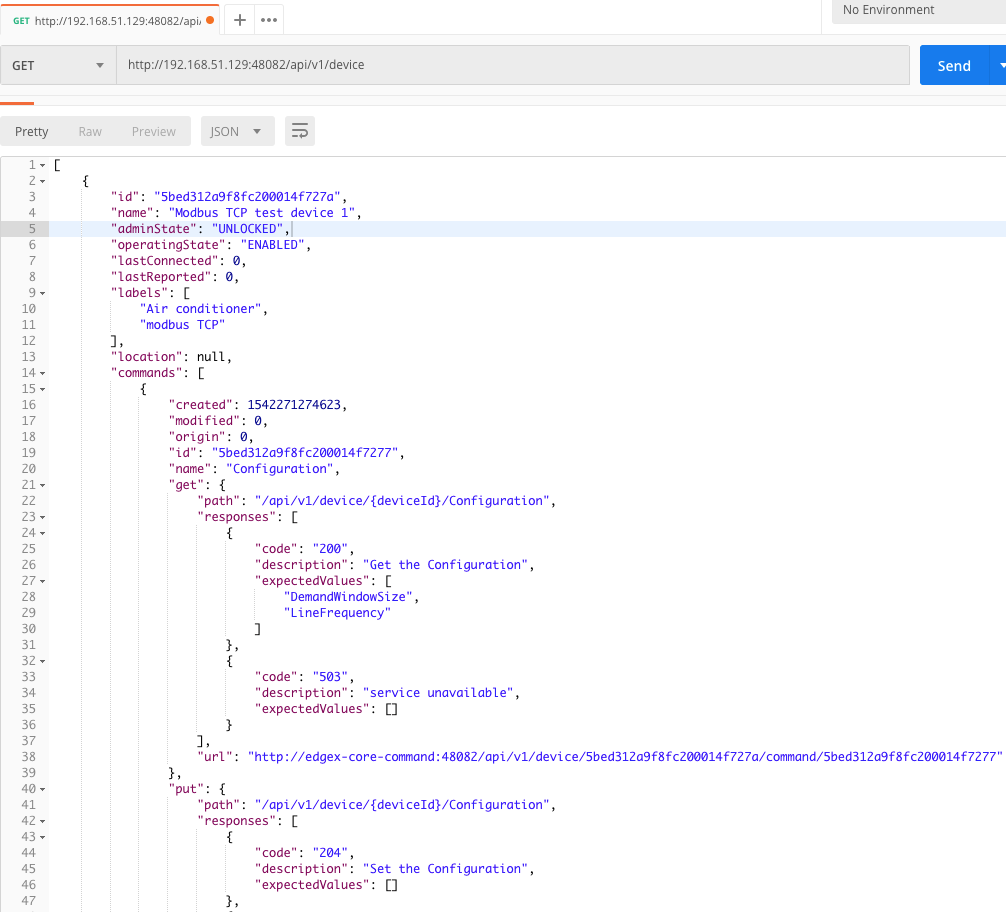 GET http://192.168.51.129:48082/api/
No Environment
GET http://192.168.51.129:48082/api/v1/device Send
Pretty Raw Preview JSON
1 [
2 {
3 "id": "5bed312a9f8fc200014f727a",
4 "name": "Modbus TCP test device 1",
5 "adminState": "UNLOCKED",
6 "operatingState": "ENABLED",
7 "lastConnected": 0,
8 "lastReported": 0,
9 "labels": [
10 "Air conditioner",
11 "modbus TCP"
12 ],
13 "location": null,
14 "commands": [
15 {
16 "created": 1542271274623,
17 "modified": 0,
18 "origin": 0,
19 "id": "5bed312a9f8fc200014f7277",
20 "name": "Configuration",
21 "get": {
22 "path": "/api/v1/device/{deviceId}/Configuration",
23 "responses": [
24 {
25 "code": "200",
26 "description": "Get the Configuration",
27 "expectedValues": [
28 "DemandWindowSize",
29 "LineFrequency"
30 ]
31 },
32 {
33 "code": "503",
34 "description": "service unavailable",
35 "expectedValues": []
36 }
37 ],
38 "url": "http://edgex-core-command:48082/api/v1/device/5bed312a9f8fc200014f727a/command/5bed312a9f8fc200014f7277"
39 },
40 "put": {
41 "path": "/api/v1/device/{deviceId}/Configuration",
42 "responses": [
43 {
44 "code": "204",
45 "description": "Set the Configuration",
46 "expectedValues": []
47 },